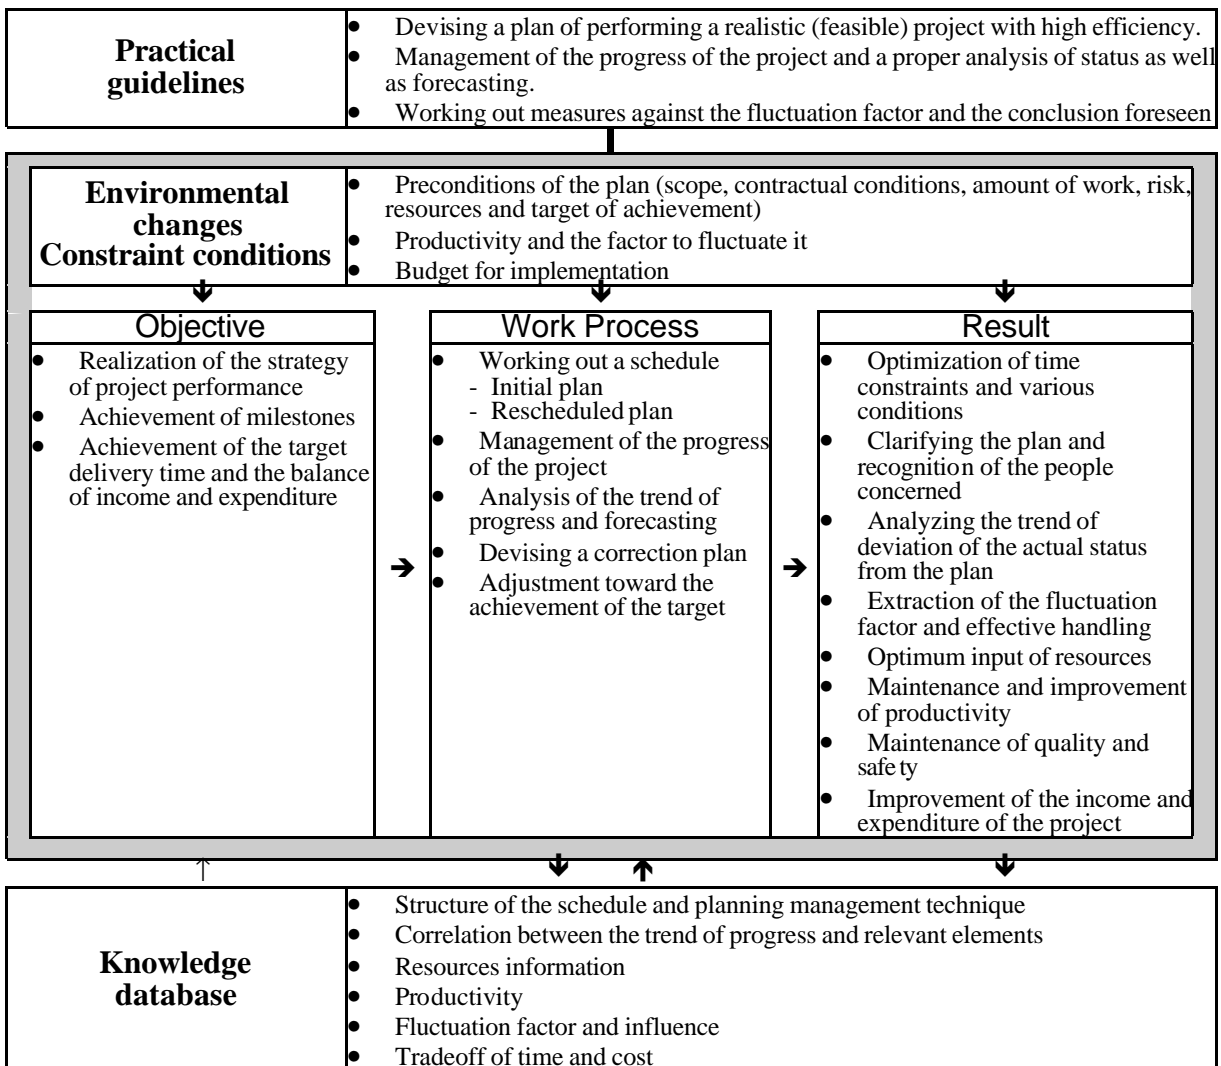 Practical
guidelines
● Devising a plan of performing a realistic (feasible) project with high efficiency.
● Management of the progress of the project and a proper analysis of status as well
as forecasting.
● Working out measures against the fluctuation factor and the conclusion foreseen
Environmental
changes
Constraint conditions
● Preconditions of the plan (scope, contractual conditions, amount of work, risk,
resources and target of achievement)
● Productivity and the factor to fluctuate it
● Budget for implementation
Objective
● Realization of the strategy
of project performance
● Achievement of milestones
● Achievement of the target
delivery time and the balance
of income and expenditure
Work Process
● Working out a schedule
- Initial plan
- Rescheduled plan
● Management of the progress
of the project
● Analysis of the trend of
progress and forecasting
● Devising a correction plan
● Adjustment toward the
achievement of the target
Result
● Optimization of time
constraints and various
conditions
● Clarifying the plan and
recognition of the people
concerned
● Analyzing the trend of
deviation of the actual status
from the plan
● Extraction of the fluctuation
factor and effective handling
● Optimum input of resources
● Maintenance and improvement
of productivity
● Maintenance of quality and
safety
● Improvement of the income and
expenditure of the project
Knowledge
database
● Structure of the schedule and planning management technique
● Correlation between the trend of progress and relevant elements
● Resources information
● Productivity
● Fluctuation factor and influence
● Tradeoff of time and cost